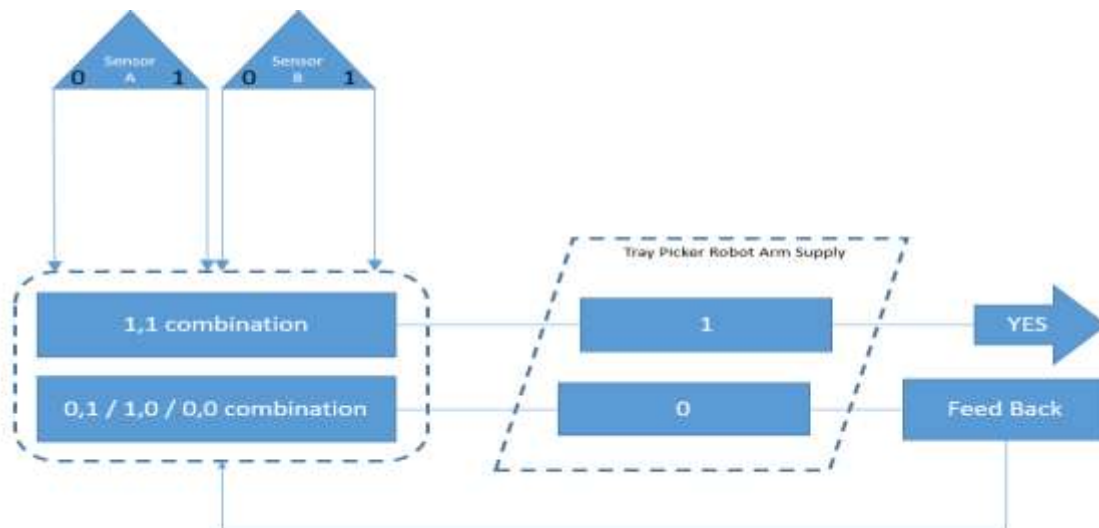 Sensor
A
0 1
Sensor
B
0 1
Tray Picker Robot Arm Supply
1,1 combination
1
YES
0,1 / 1,0 / 0,0 combination
0
Feed Back